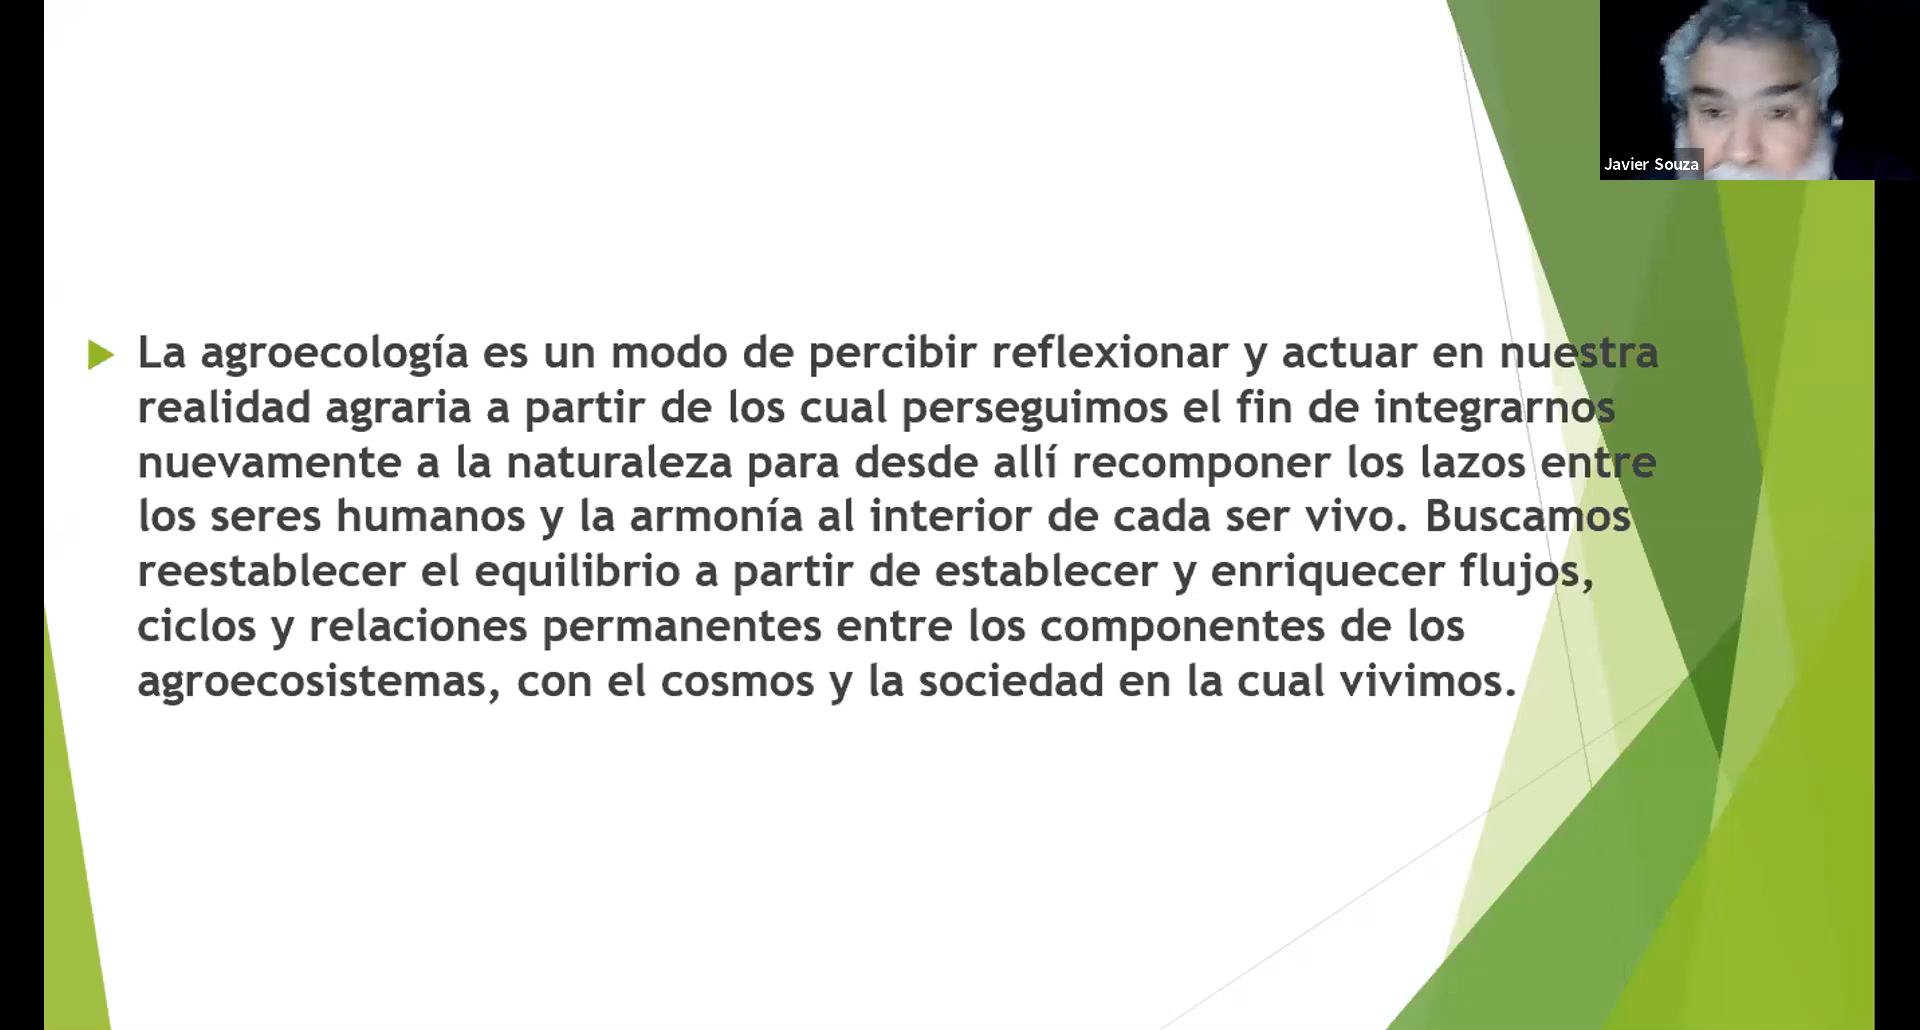 Javier Souza
La agroecología es un modo de percibir reflexionar y actuar en nuestra
realidad agraria a partir de los cual perseguimos el fin de integrarnos
nuevamente a la naturaleza para desde allí recomponer los lazos entre
los seres humanos y la armonía al interior de cada ser vivo. Buscamos
reestablecer el equilibrio a partir de establecer y enriquecer flujos,
ciclos y relaciones permanentes entre los componentes de los
agroecosistemas, con el cosmos y la sociedad en la cual vivimos.